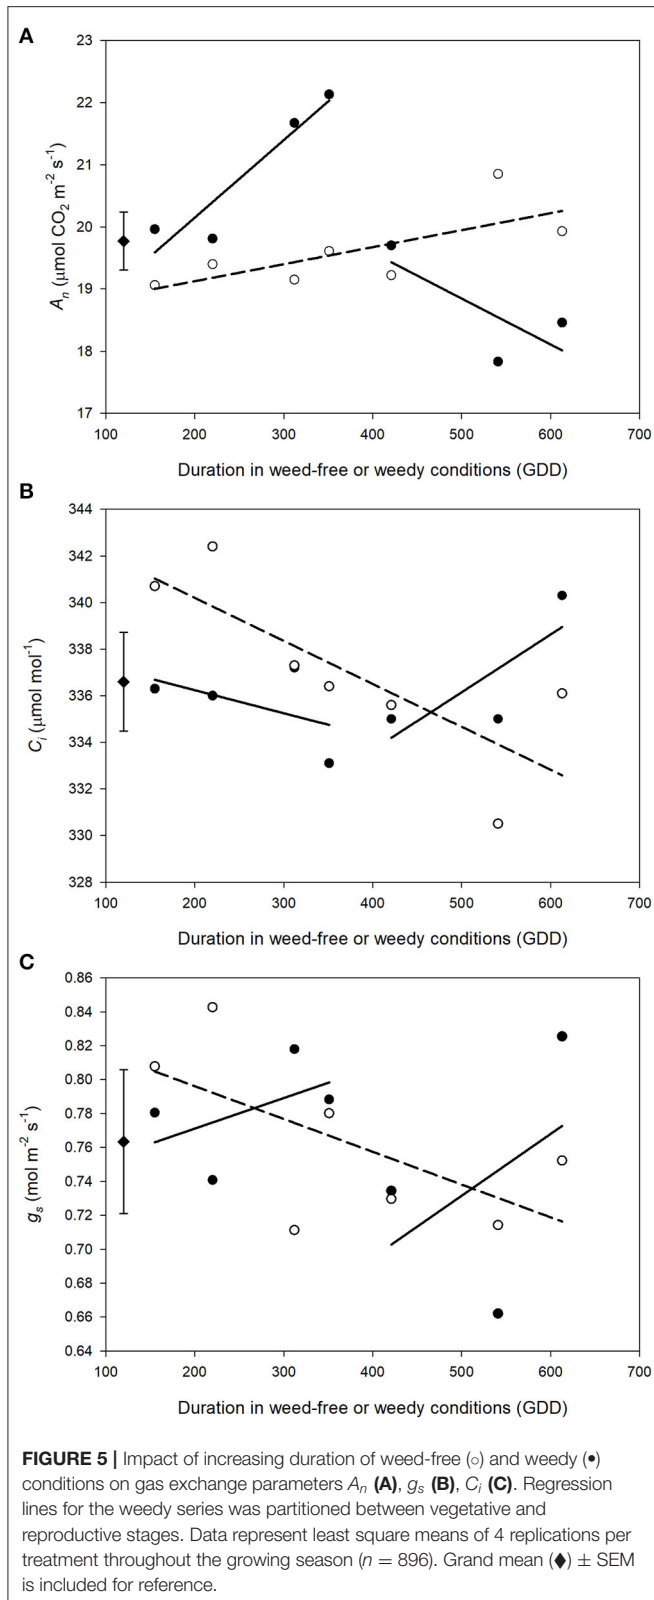 A
23
22
21
20
19
18
17
Aₙ (μmol CO₂ m⁻² s⁻¹)
100 200 300 400 500 600 700
Duration in weed-free or weedy conditions (GDD)
B
344
342
340
338
336
334
332
330
328
Cᵢ (μmol mol⁻¹)
100 200 300 400 500 600 700
Duration in weed-free or weedy conditions (GDD)
C
0.86
0.84
0.82
0.80
0.78
0.76
0.74
0.72
0.70
0.68
0.66
0.64
gₛ (mol m⁻² s⁻¹)
100 200 300 400 500 600 700
Duration in weed-free or weedy conditions (GDD)
FIGURE 5 | Impact of increasing duration of weed-free (○) and weedy (●)
conditions on gas exchange parameters Aₙ (A), gₛ (B), Cᵢ (C). Regression
lines for the weedy series was partitioned between vegetative and
reproductive stages. Data represent least square means of 4 replications per
treatment throughout the growing season (n = 896). Grand mean (◆) ± SEM
is included for reference.